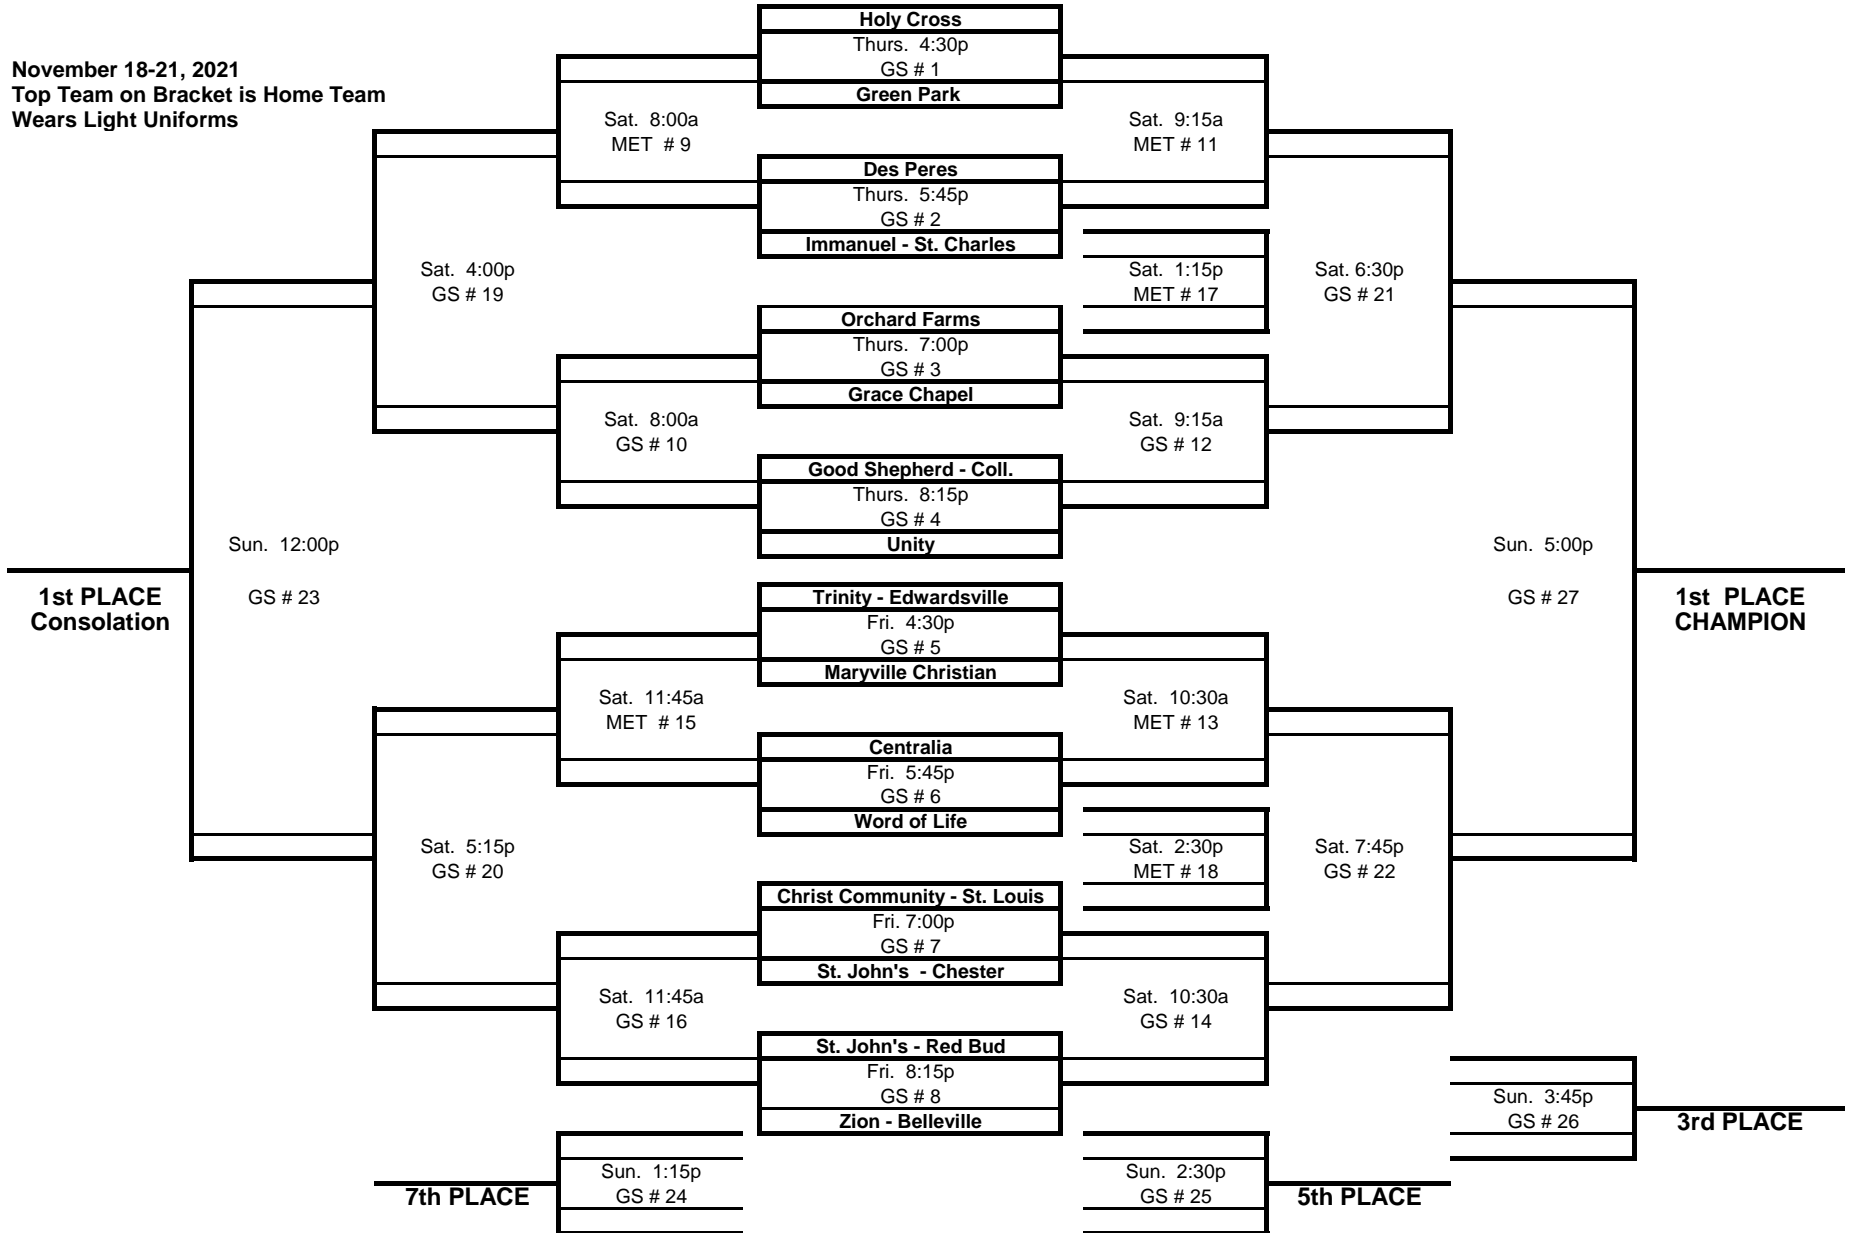 November 18-21, 2021
Top Team on Bracket is Home Team
Wears Light Uniforms
Holy Cross
Thurs. 4:30p
GS # 1
Green Park
Sat. 8:00a
MET # 9
Sat. 9:15a
MET # 11
Des Peres
Thurs. 5:45p
GS # 2
Immanuel - St. Charles
Sat. 4:00p
GS # 19
Sat. 1:15p
MET # 17
Sat. 6:30p
GS # 21
Orchard Farms
Thurs. 7:00p
GS # 3
Grace Chapel
Sat. 8:00a
GS # 10
Sat. 9:15a
GS # 12
Good Shepherd - Coll.
Thurs. 8:15p
GS # 4
Unity
Sun. 12:00p
GS # 23
Sun. 5:00p
GS # 27
1st PLACE
Consolation
1st PLACE
CHAMPION
Trinity - Edwardsville
Fri. 4:30p
GS # 5
Maryville Christian
Sat. 11:45a
MET # 15
Sat. 10:30a
MET # 13
Centralia
Fri. 5:45p
GS # 6
Word of Life
Sat. 5:15p
GS # 20
Sat. 2:30p
MET # 18
Sat. 7:45p
GS # 22
Christ Community - St. Louis
Fri. 7:00p
GS # 7
St. John's - Chester
Sat. 11:45a
GS # 16
Sat. 10:30a
GS # 14
St. John's - Red Bud
Fri. 8:15p
GS # 8
Zion - Belleville
Sun. 3:45p
GS # 26
3rd PLACE
Sun. 1:15p
GS # 24
7th PLACE
Sun. 2:30p
GS # 25
5th PLACE